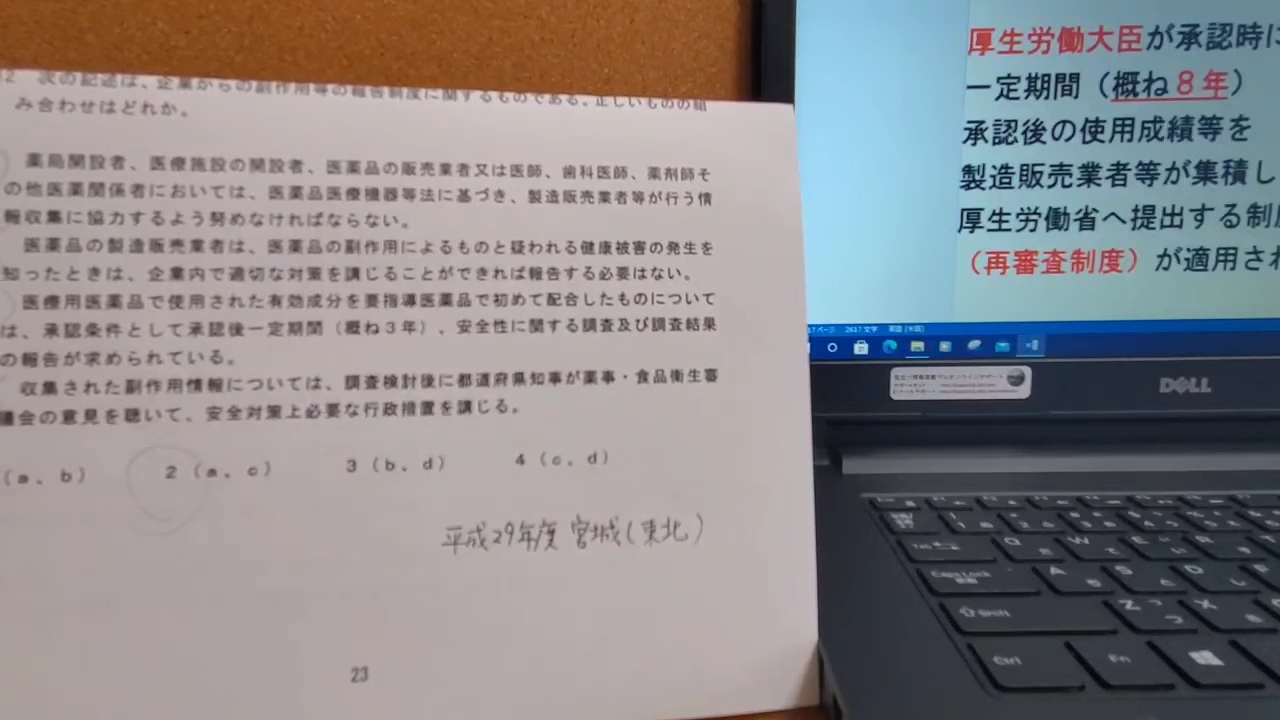 次の記述は、企業からの副作用等の報告制度に関するものである。正しいものの組
み合わせはどれか。
薬局開設者、医療施設の開設者、医薬品の販売業者又は医師、歯科医師、薬剤師そ
の他医薬関係者においては、医薬品医療機器等法に基づき、製造販売業者等が行う情
報収集に協力するよう努めなければならない。
医薬品の製造販売業者は、医薬品の副作用によるものと疑われる健康被害の発生を
知ったときは、企業内で適切な対策を講じることができれば報告する必要はない。
医療用医薬品で使用された有効成分を要指導医薬品で初めて配合したものについて
は、承認条件として承認後一定期間（概ね３年）、安全性に関する調査及び調査結果
の報告が求められている。
収集された副作用情報については、調査検討後に都道府県知事が薬事・食品衛生審
議会の意見を聴いて、安全対策上必要な行政措置を講じる。
（a、b） 2（a、c） 3（b、d） 4（c、d）
平成29年度 宮城(東北)
23
厚生労働大臣が承認時に
一定期間（概ね８年）
承認後の使用成績等を
製造販売業者等が集積し
厚生労働省へ提出する制度
（再審査制度）が適用され
DELL
Q W E R
Caps Lock A S D F
Shift Z X C
Ctrl Fn